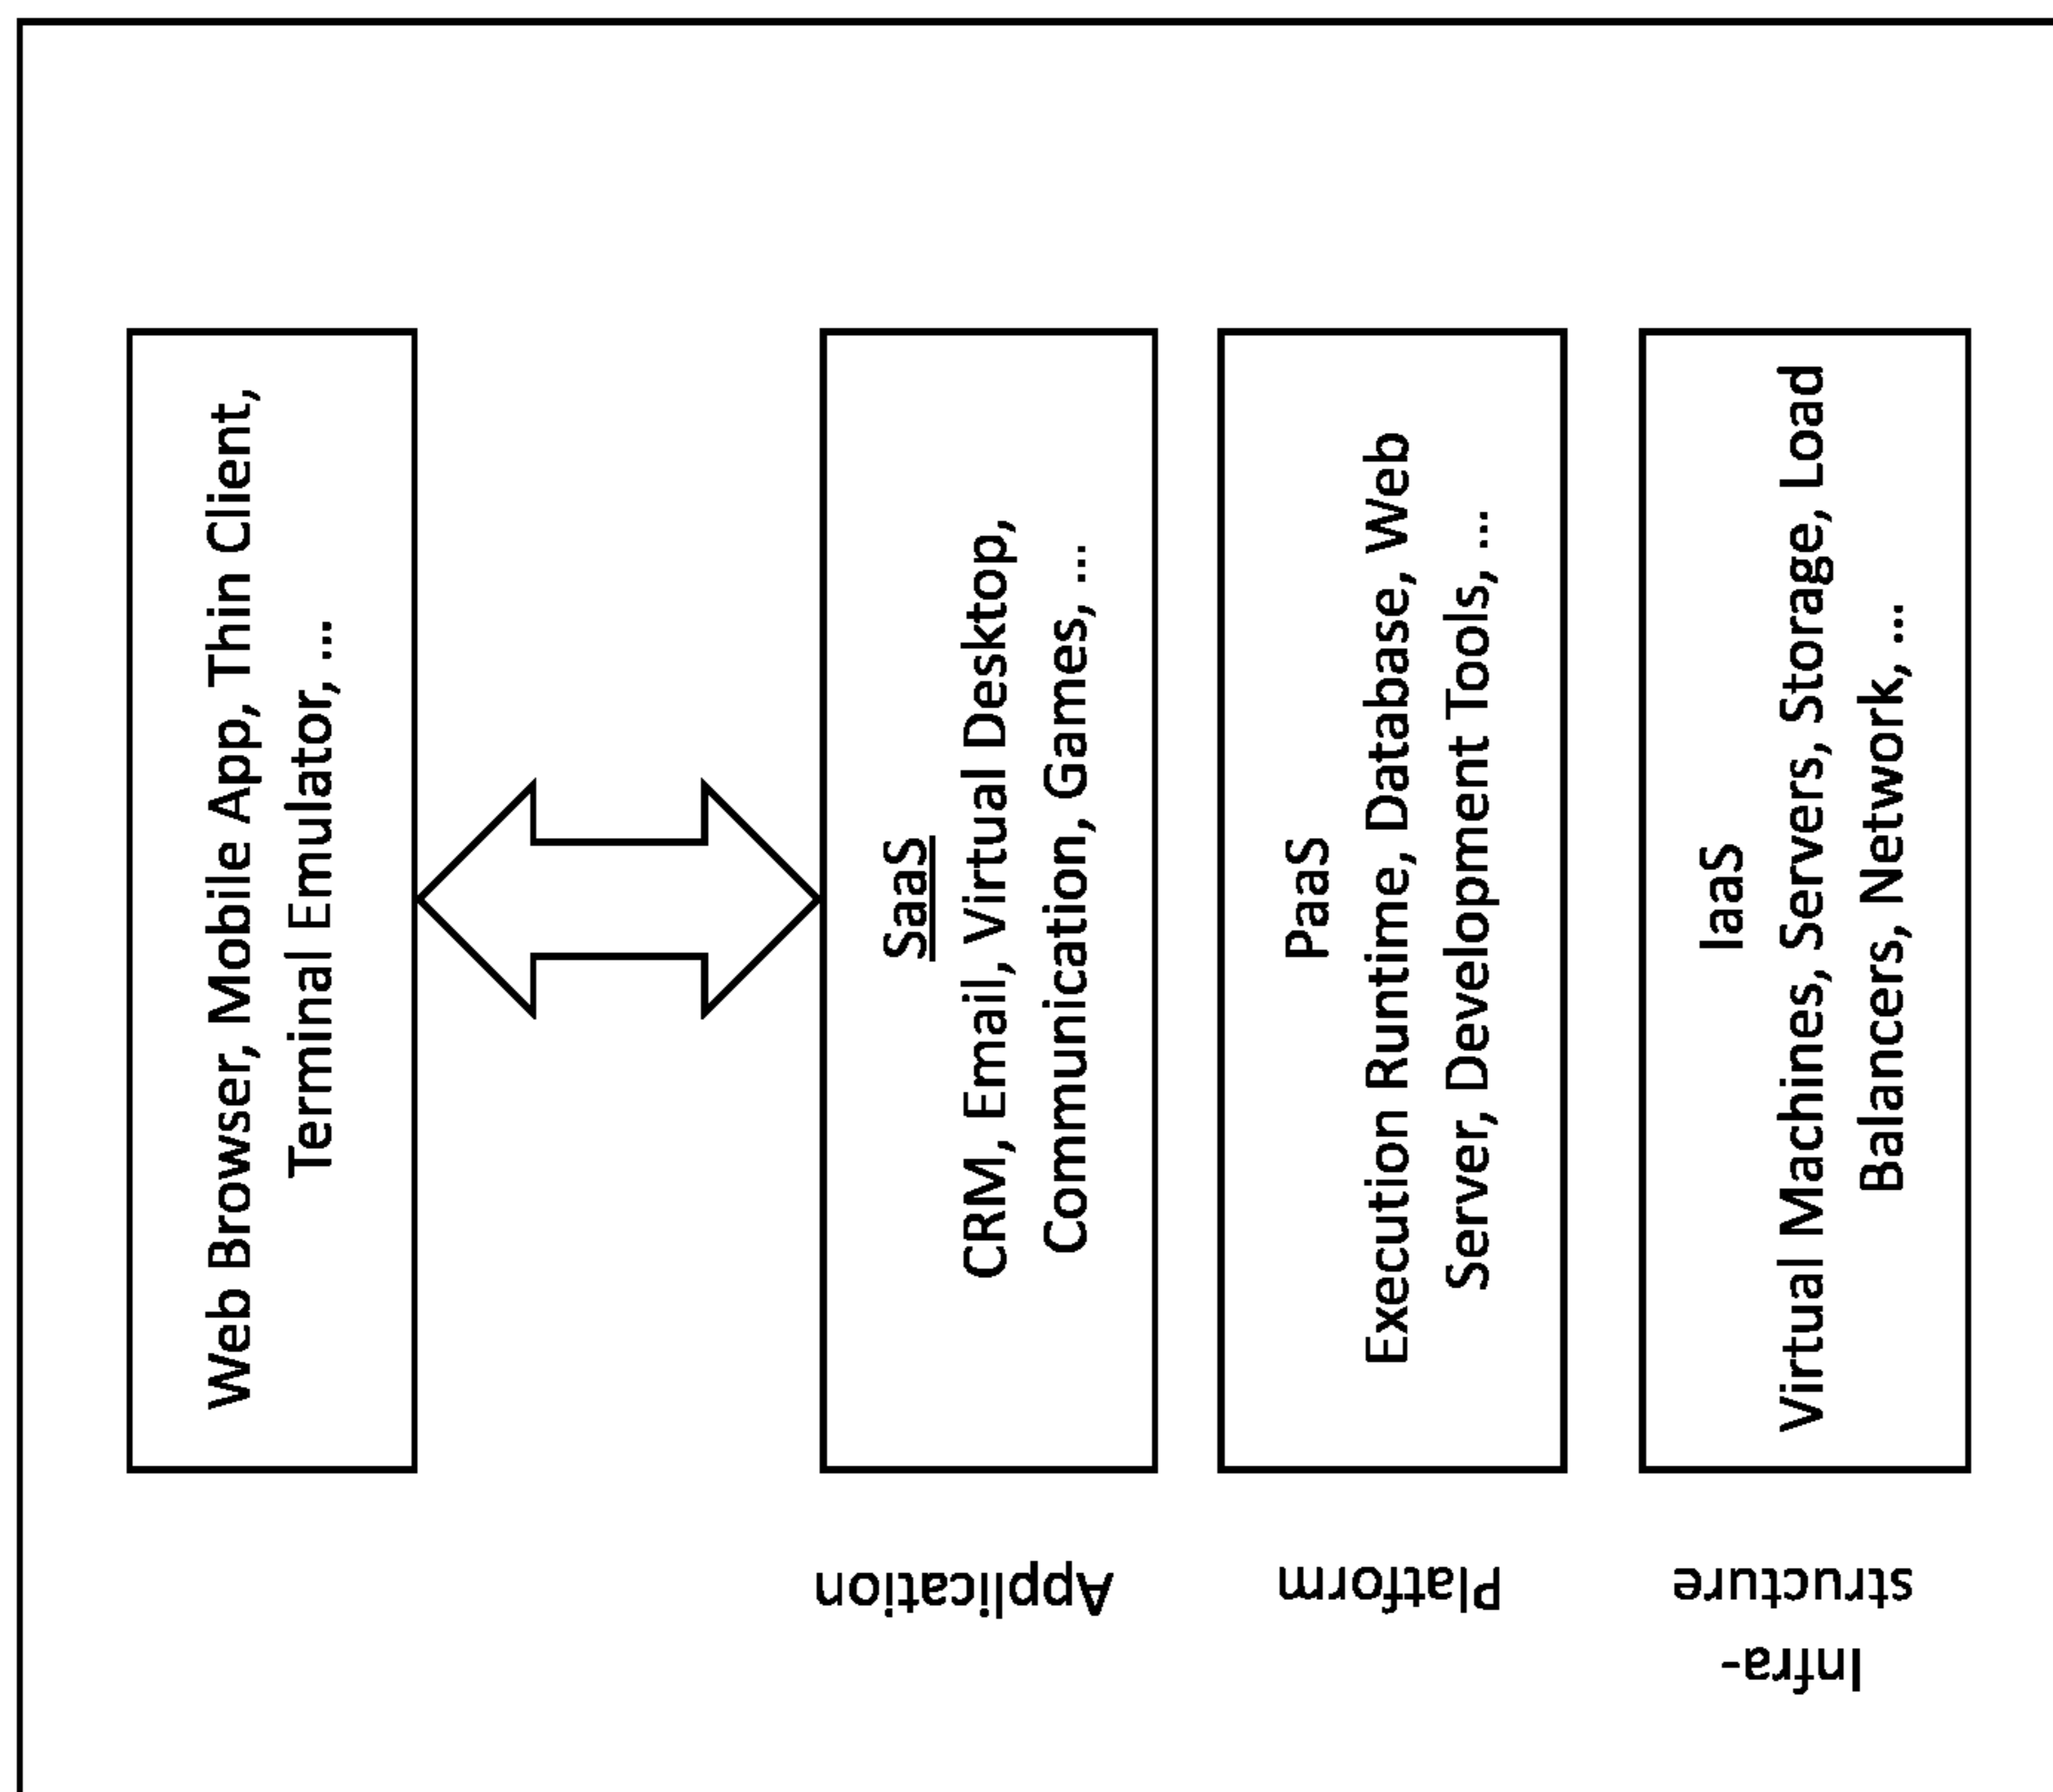 Web Browser, Mobile App, Thin Client,
Terminal Emulator, ...
Application
SaaS
CRM, Email, Virtual Desktop,
Communication, Games, ...
Platform
PaaS
Execution Runtime, Database, Web
Server, Development Tools, ...
Infra-
structure
IaaS
Virtual Machines, Servers, Storage, Load
Balancers, Network, ...